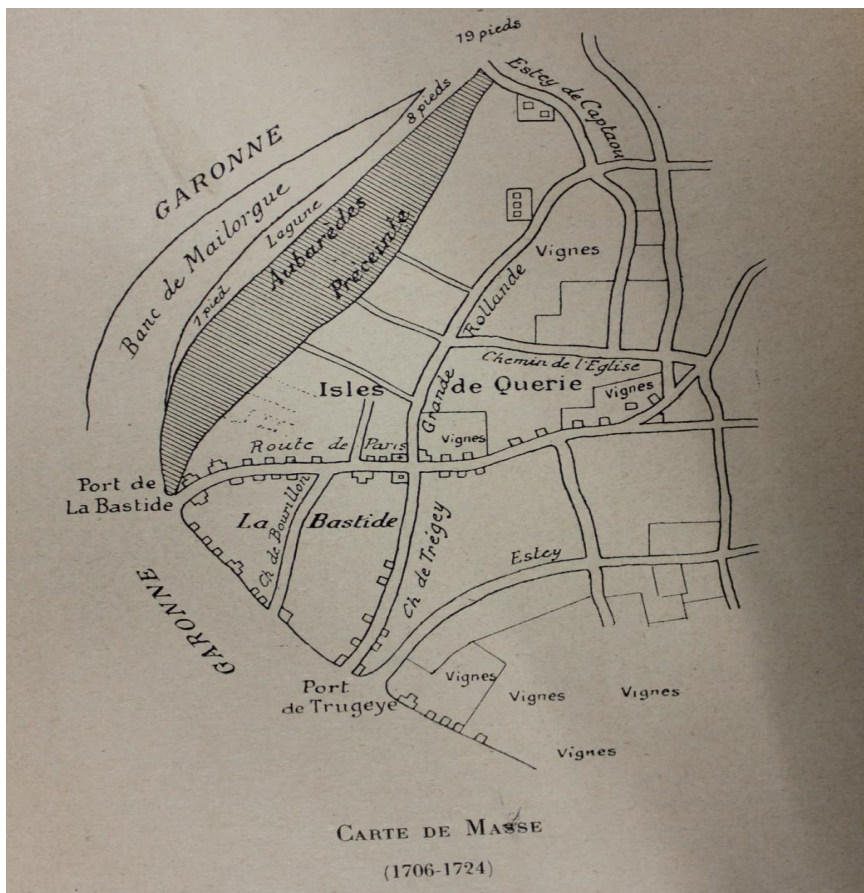 19 pieds
Estey de Captaou
8 pieds
GARONNE
Banc de Mailorgue
Lagune
Aubarèdes
Préceinte
1 pied
Vignes
Rollande
Chemin de l'Eglise
Isles de Querie
Grande
Vignes
Vignes
Route de Paris
Port de
La Bastide
La Bastide
Ch de Bourillon
Ch de Trégey
Estey
GARONNE
Port
de Trugeye
Vignes
Vignes
Vignes
Vignes
CARTE DE MASSE
(1706-1724)